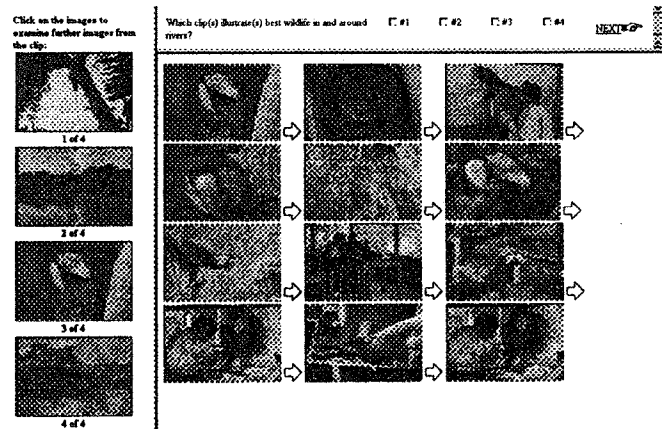 Click on the images to
examine further images from
the clip:
1 of 4
2 of 4
3 of 4
4 of 4
Which clip(s) illustrate(s) best wildlife in and around
rivers?
#1
#2
#3
#4
NEXT